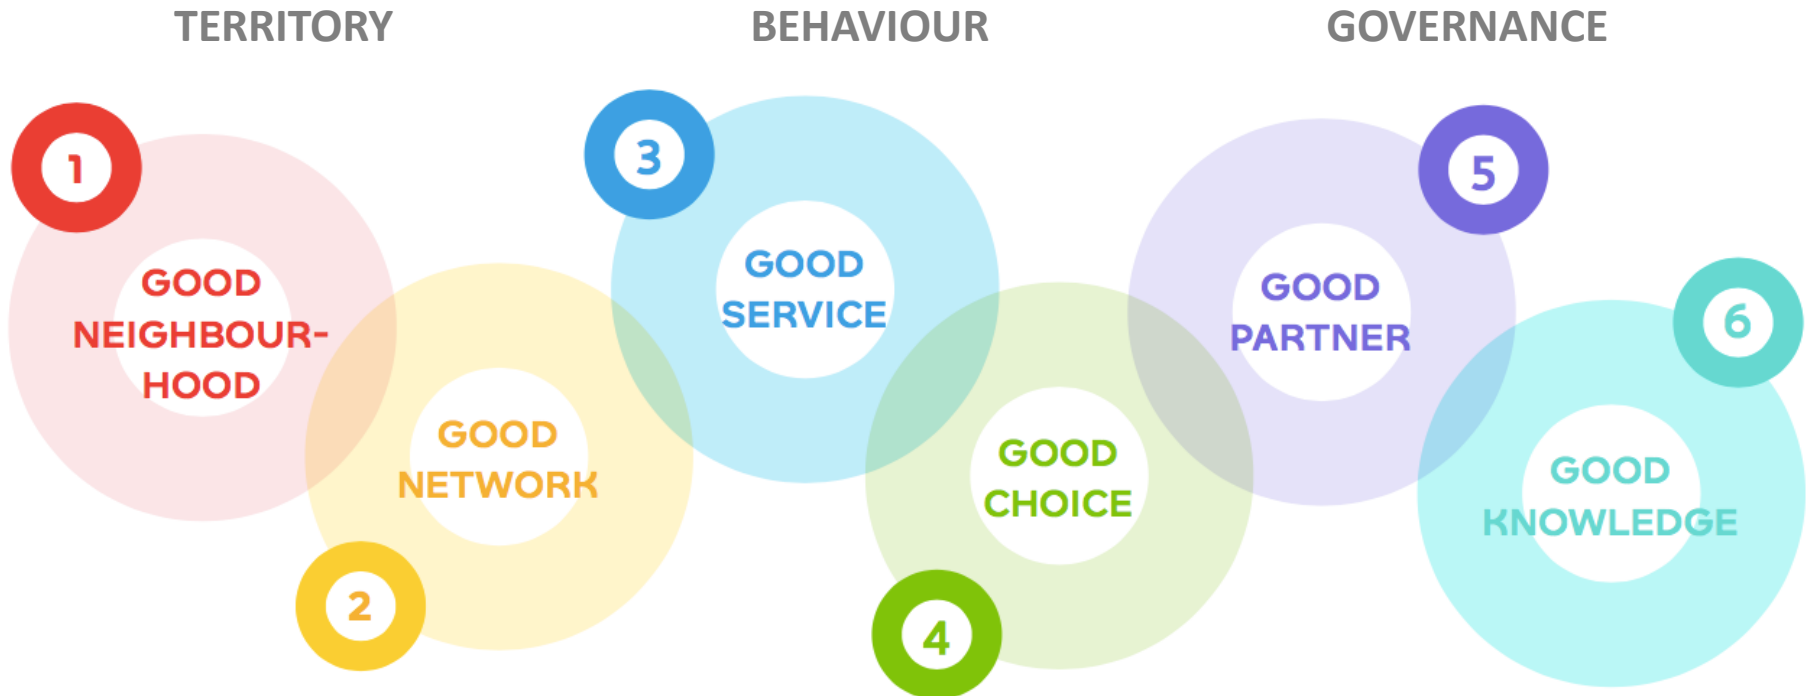 TERRITORY
BEHAVIOUR
GOVERNANCE
1
GOOD
NEIGHBOUR-
HOOD
2
GOOD
NETWORK
3
GOOD
SERVICE
4
GOOD
CHOICE
5
GOOD
PARTNER
6
GOOD
KNOWLEDGE